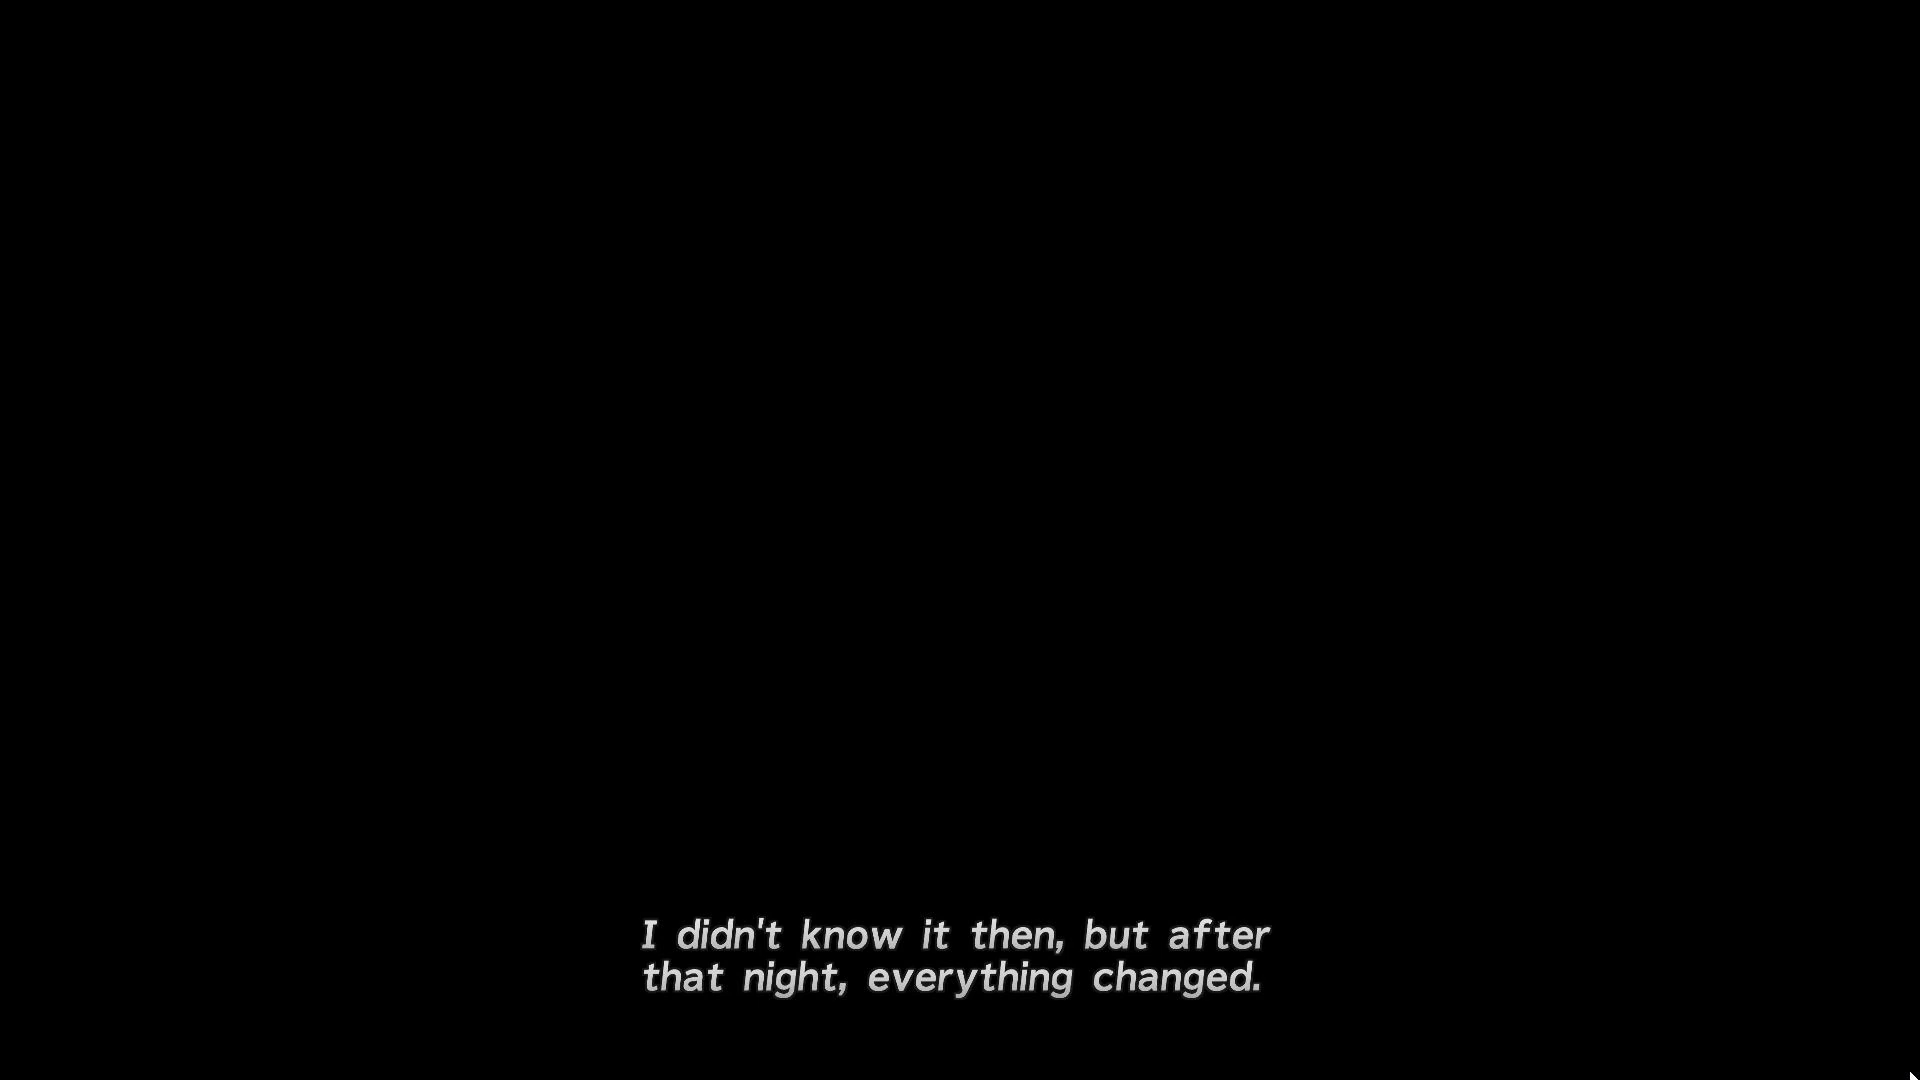 I didn't know it then, but after
that night, everything changed.